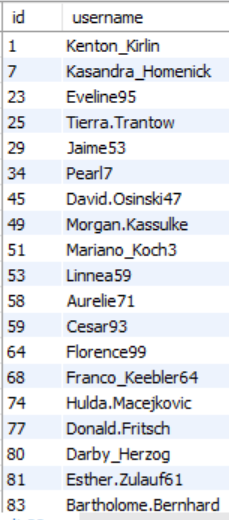 id username
1 Kenton_Kirlin
7 Kasandra_Homenick
23 Eveline95
25 Tierra.Trantow
29 Jaime53
34 Pearl7
45 David.Osinski47
49 Morgan.Kassulke
51 Mariano_Koch3
53 Linnea59
58 Aurelie71
59 Cesar93
64 Florence99
68 Franco_Keebler64
74 Hulda.Macejkovic
77 Donald.Fritsch
80 Darby_Herzog
81 Esther.Zulauf61
83 Bartholome.Bernhard